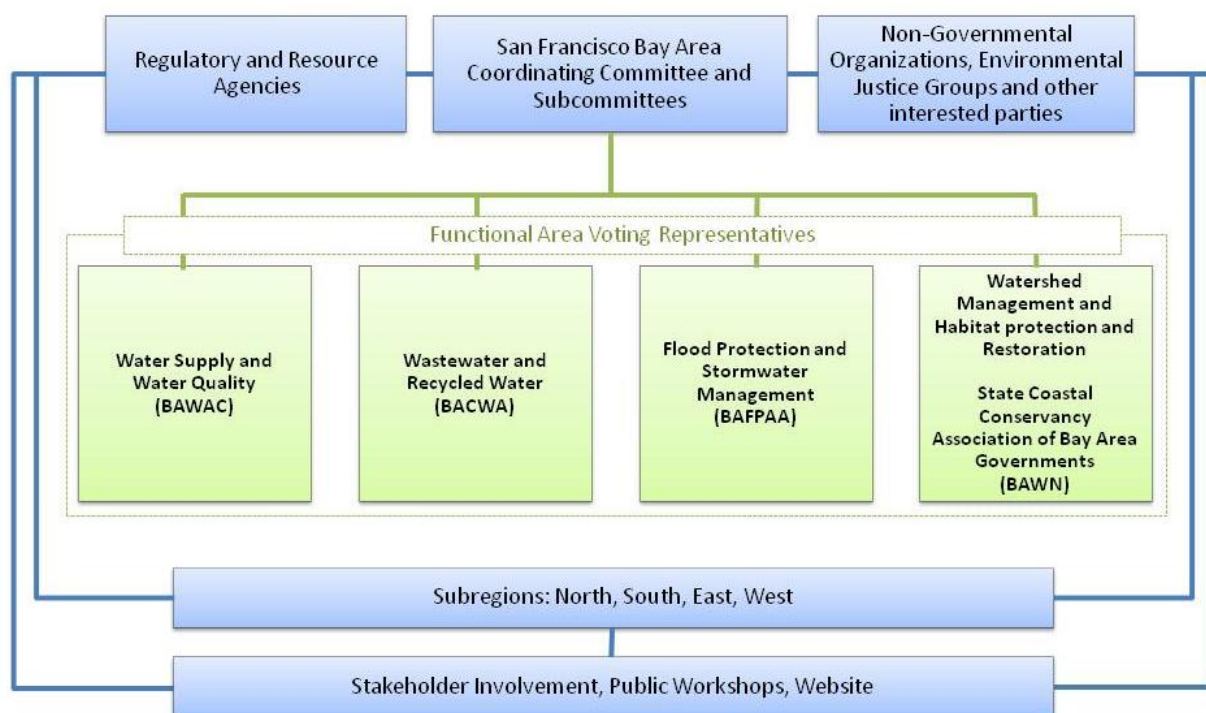 Regulatory and Resource
Agencies
San Francisco Bay Area
Coordinating Committee and
Subcommittees
Non-Governmental
Organizations, Environmental
Justice Groups and other
interested parties
Functional Area Voting Representatives
Water Supply and
Water Quality
(BAWAC)
Wastewater and
Recycled Water
(BACWA)
Flood Protection and
Stormwater
Management
(BAFPAA)
Watershed
Management and
Habitat protection and
Restoration
State Coastal
Conservancy
Association of Bay Area
Governments
(BAWN)
Subregions: North, South, East, West
Stakeholder Involvement, Public Workshops, Website